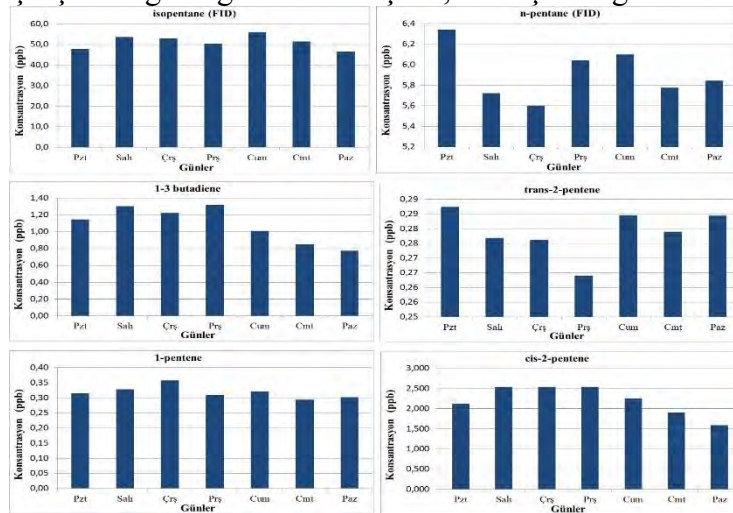 isopentane (FID)
Konsantrasyon (ppb)
60,0
50,0
40,0
30,0
20,0
10,0
0,0
Pzt Salı Çrş Prş Cum Cmt Paz
Günler
n-pentane (FID)
Konsantrasyon (ppb)
6,4
6,2
6,0
5,8
5,6
5,4
5,2
Pzt Salı Çrş Prş Cum Cmt Paz
Günler
1-3 butadiene
Konsantrasyon (ppb)
1,40
1,20
1,00
0,80
0,60
0,40
0,20
0,00
Pzt Salı Çrş Prş Cum Cmt Paz
Günler
trans-2-pentene
Konsantrasyon (ppb)
0,29
0,29
0,28
0,28
0,27
0,27
0,26
0,26
0,25
Pzt Salı Çrş Prş Cum Cmt Paz
Günler
1-pentene
Konsantrasyon (ppb)
0,40
0,35
0,30
0,25
0,20
0,15
0,10
0,05
0,00
Pzt Salı Çrş Prş Cum Cmt Paz
Günler
cis-2-pentene
Konsantrasyon (ppb)
3,000
2,500
2,000
1,500
1,000
0,500
0,000
Pzt Salı Çrş Prş Cum Cmt Paz
Günler